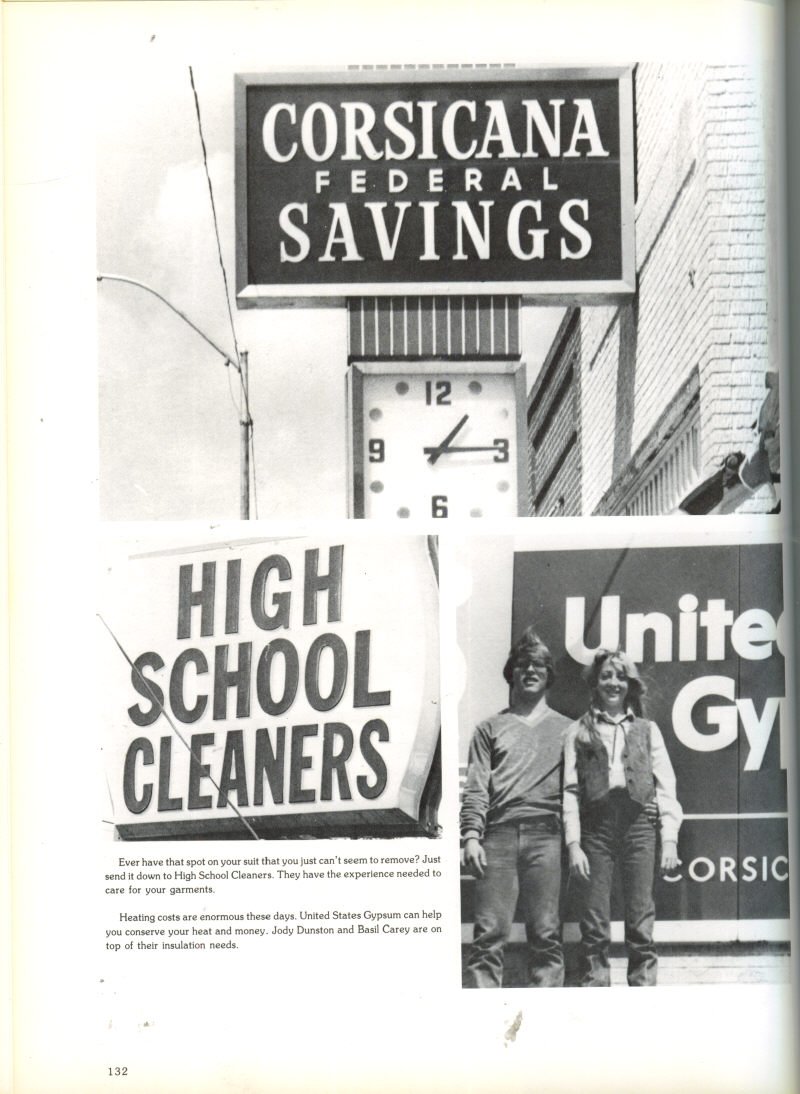 CORSICANA
FEDERAL
SAVINGS
12
9 3
6
HIGH
SCHOOL
CLEANERS
Unite
Gy
CORSIC
Ever have that spot on your suit that you just can't seem to remove? Just
send it down to High School Cleaners. They have the experience needed to
care for your garments.
Heating costs are enormous these days. United States Gypsum can help
you conserve your heat and money. Jody Dunston and Basil Carey are on
top of their insulation needs.
132